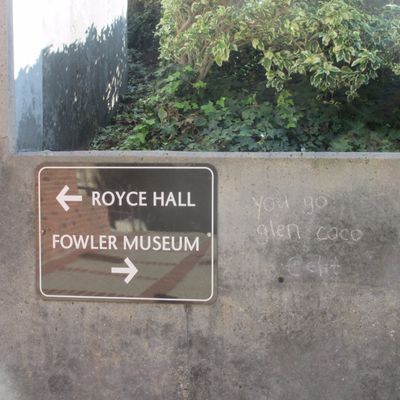 ← ROYCE HALL
FOWLER MUSEUM
→
you go
glen coco